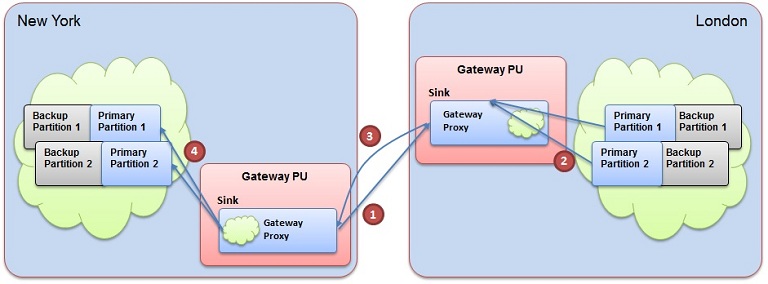 New York
London
Backup
Partition 1
Primary
Partition 1
Backup
Partition 2
Primary
Partition 2
4
Gateway PU
Sink
Gateway
Proxy
3
1
Gateway PU
Sink
Gateway
Proxy
2
Primary
Partition 1
Backup
Partition 1
Primary
Partition 2
Backup
Partition 2